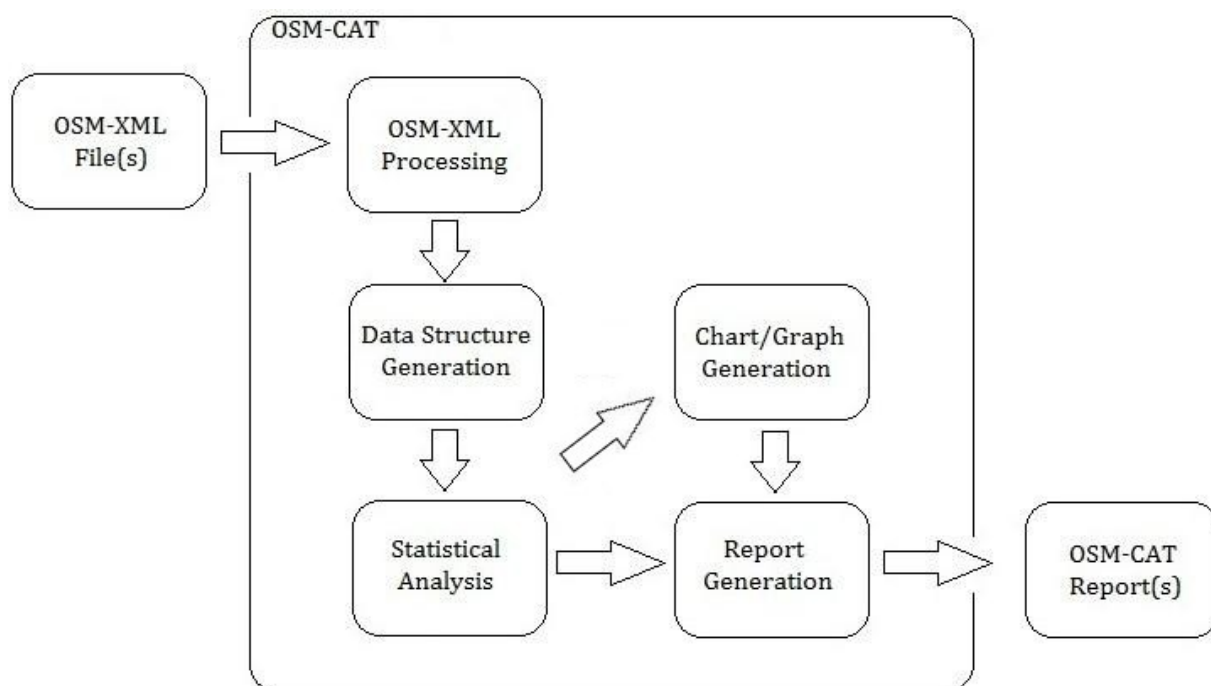 OSM-CAT
OSM-XML
File(s)
OSM-XML
Processing
Data Structure
Generation
Chart/Graph
Generation
Statistical
Analysis
Report
Generation
OSM-CAT
Report(s)